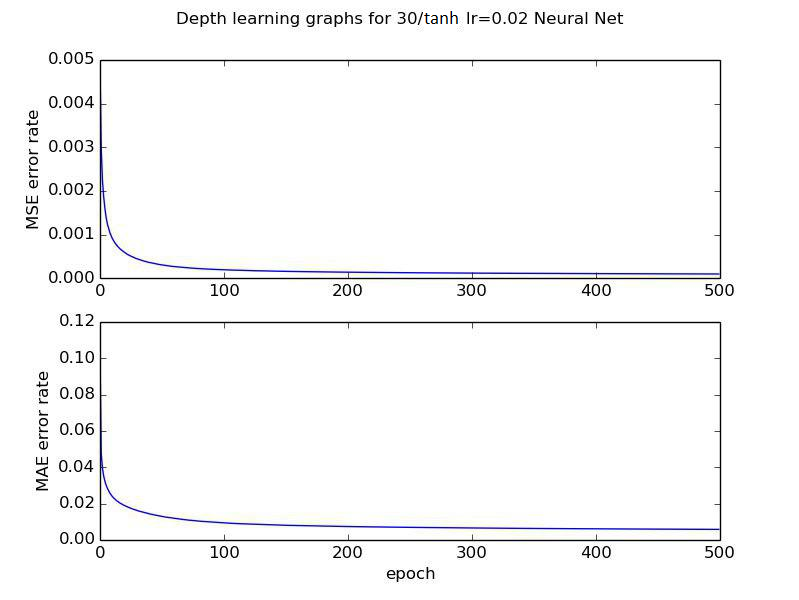 Depth learning graphs for 30/tanh lr=0.02 Neural Net
0.005
0.004
0.003
0.002
0.001
0.000
MSE error rate
0 100 200 300 400 500
0.12
0.10
0.08
0.06
0.04
0.02
0.00
MAE error rate
0 100 200 300 400 500
epoch